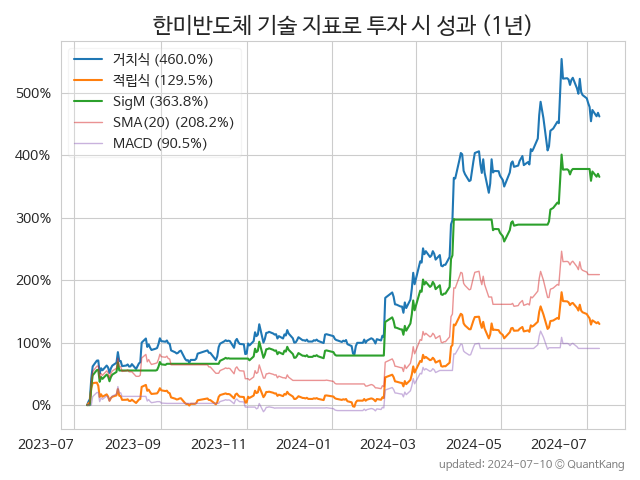 한미반도체 기술 지표로 투자 시 성과 (1년)
거치식 (460.0%)
적립식 (129.5%)
SigM (363.8%)
SMA(20) (208.2%)
MACD (90.5%)
500%
400%
300%
200%
100%
0%
2023-07 2023-09 2023-11 2024-01 2024-03 2024-05 2024-07
updated: 2024-07-10 © QuantKang